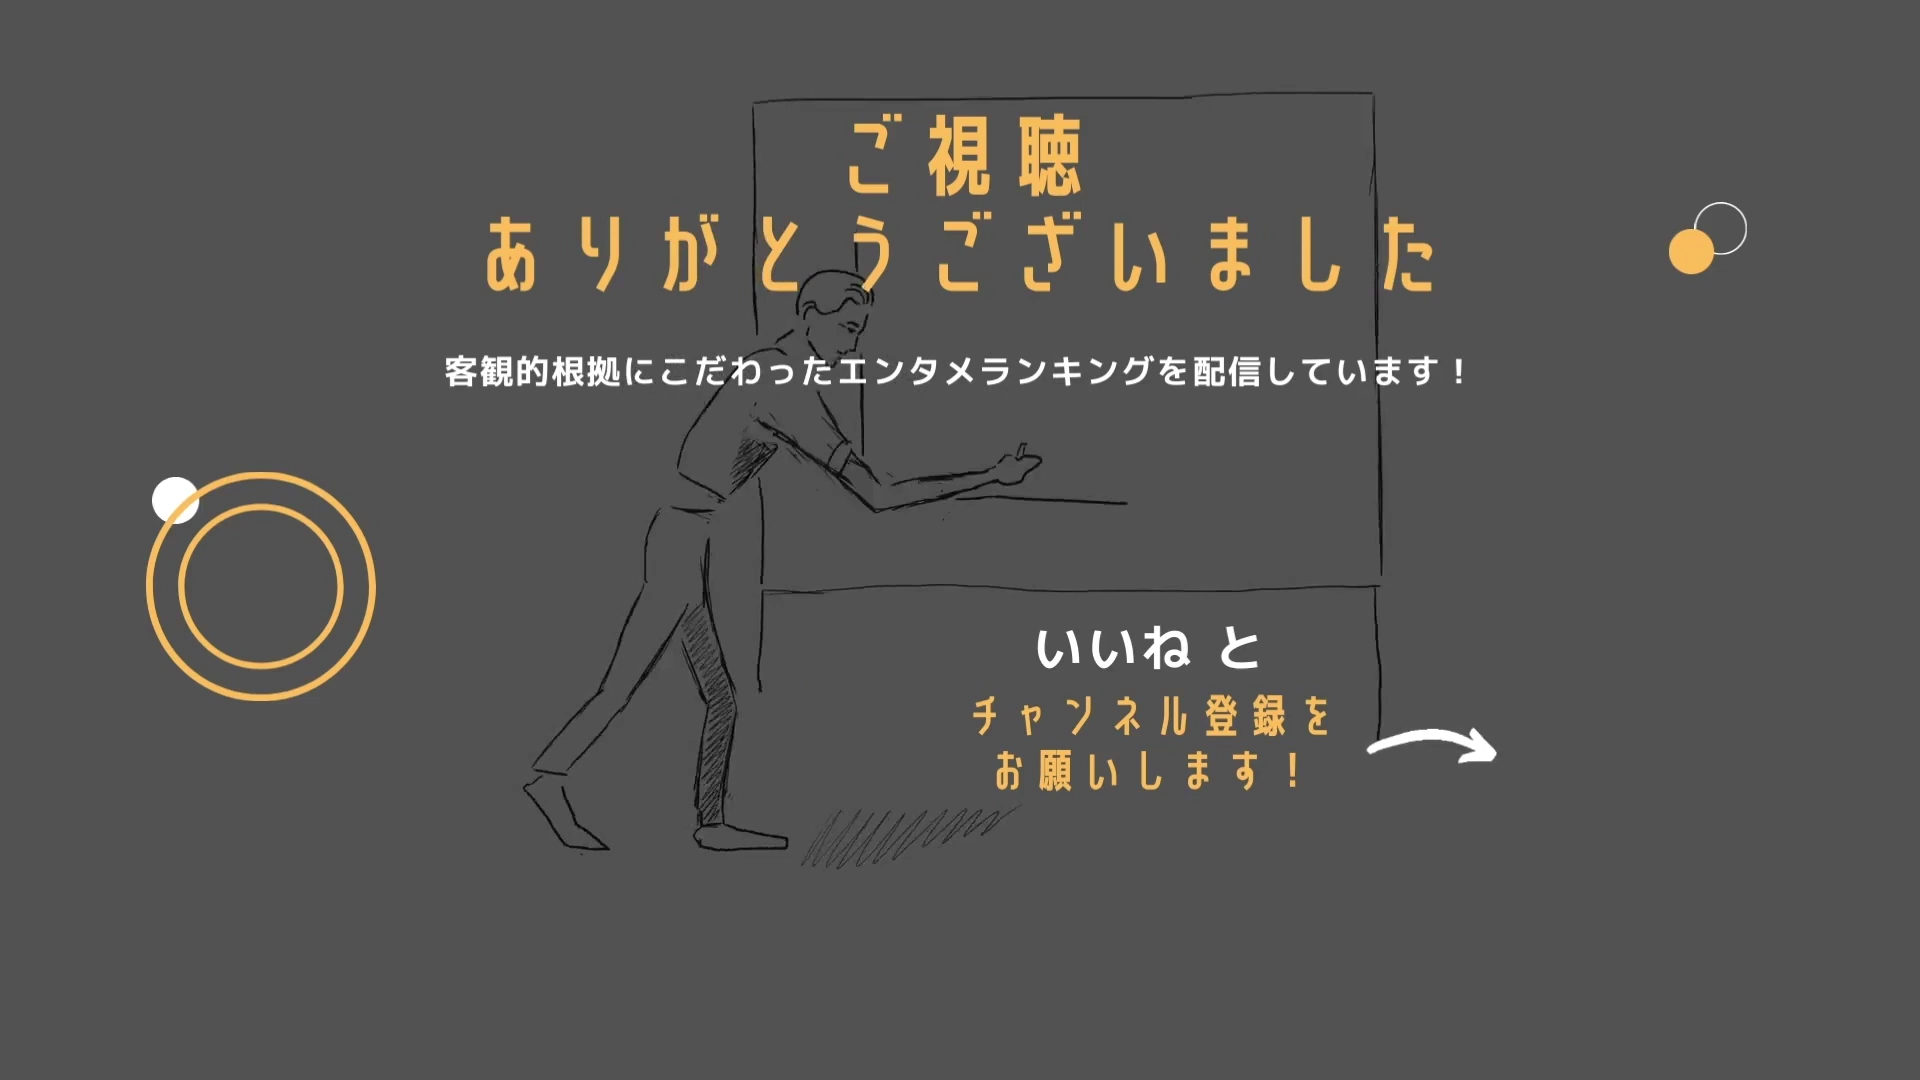 ご視聴
ありがとうございました
客観的根拠にこだわったエンタメランキングを配信しています！
いいね と
チャンネル登録を
お願いします！